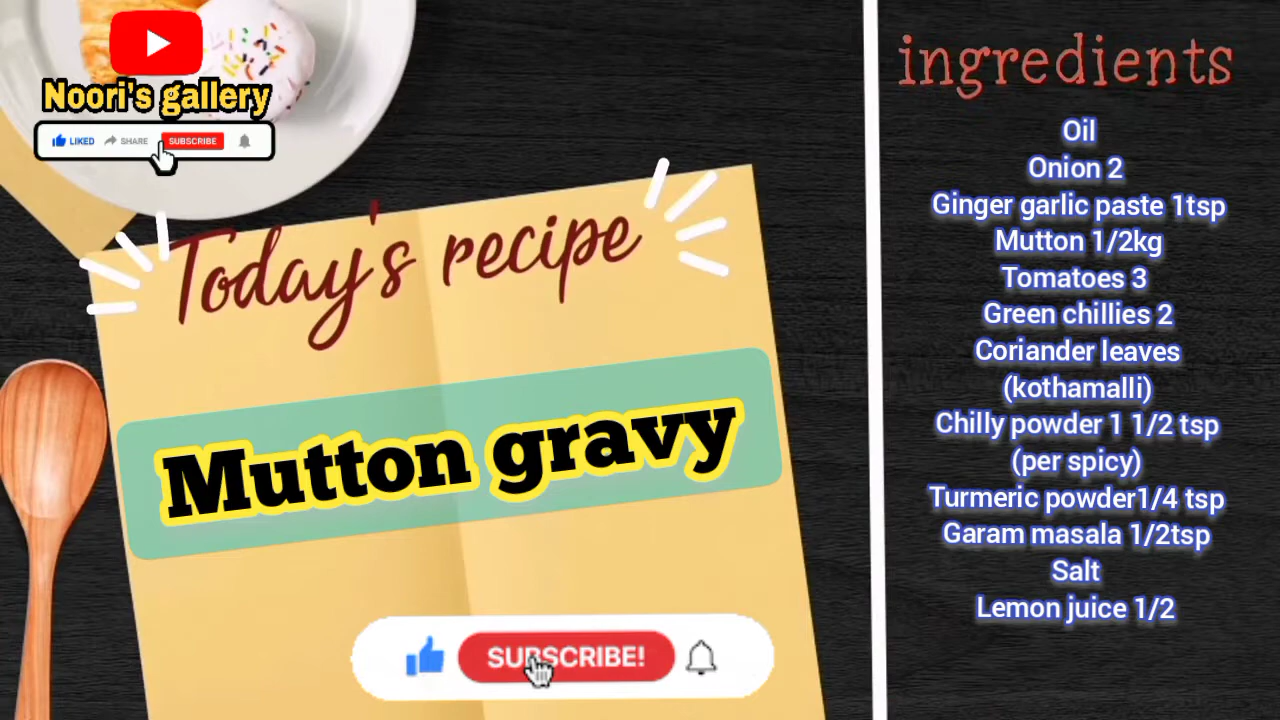 Noori's gallery
LIKED SHARE SUBSCRIBE
Today's recipe
Mutton gravy
SUBSCRIBE!
ingredients
Oil
Onion 2
Ginger garlic paste 1tsp
Mutton 1/2kg
Tomatoes 3
Green chillies 2
Coriander leaves
(kothamalli)
Chilly powder 1 1/2 tsp
(per spicy)
Turmeric powder1/4 tsp
Garam masala 1/2tsp
Salt
Lemon juice 1/2